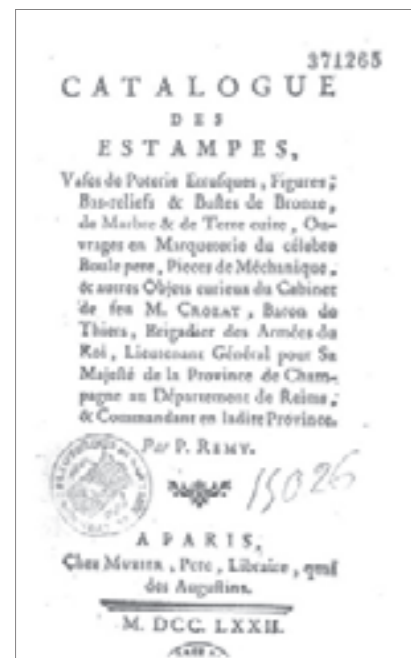 371265
CATALOGUE
DES
ESTAMPES,
Vases de Poterie Etrusques, Figures,
Bas-reliefs & Bustes de Bronze,
de Marbre & de Terre cuite, Ou-
vrages en Marqueterie du célebre
Boule pere, Pieces de Méchanique,
& autres Objets curieux du Cabinet
de feu M. CROZAT, Baron de
Thiers, Brigadier des Armées du
Roi, Lieutenant Général pour Sa
Majesté de la Province de Cham-
pagne au Département de Reims,
& Commandant en ladite Province.
Par P. REMY.
15026
A PARIS,
Chez MUSIER, Pere, Libraire, quai
des Augustins.
M. DCC. LXXII.